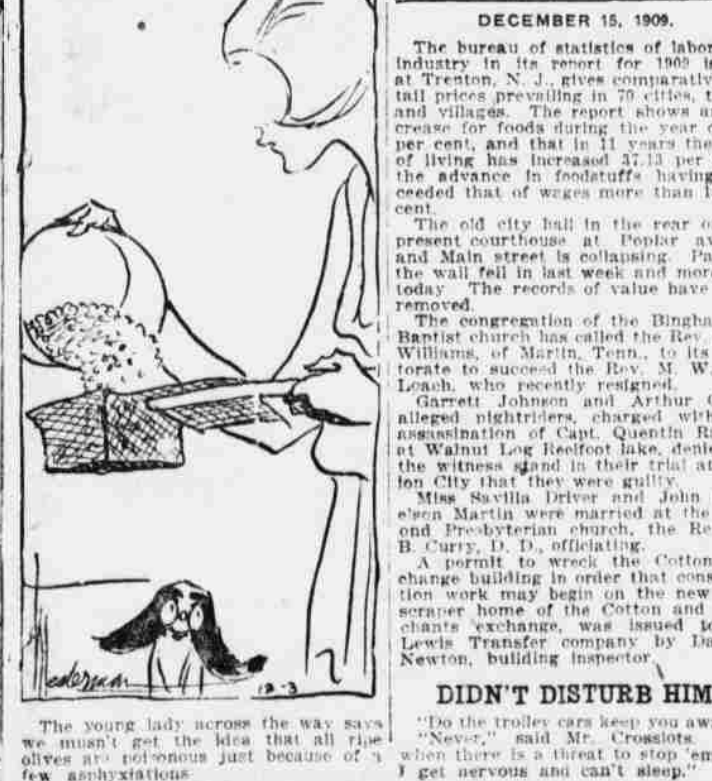 DECEMBER 15, 1909.
The bureau of statistics of labor
industry in its report for 1909
at Trenton, N. J., gives comparativ
tail prices prevailing in 70 cities, t
and villages. The report shows a
crease for foods during the year
per cent, and that in 11 years the
of living has increased 37.13 per
the advance in foodstuffs having
ceeded that of wages more than 1
cent.
The old city hall in the rear o
present courthouse at Poplar av
and Main street is collapsing. Pa
the wall fell in last week and more
today The records of value have
removed.
The congregation of the Bingha
Baptist church has called the Rev.
Williams, of Martin, Tenn., to its
torate to succeed the Rev. M. W.
Leach, who recently resigned.
Garrett Johnson and Arthur
alleged nightriders, charged with
assassination of Capt. Quentin Ra
at Walnut Log Reelfoot lake, denie
the witness stand in their trial at
ion City that they were guilty.
Miss Savilla Driver and John
elson Martin were married at the
ond Presbyterian church, the Re
B. Curry, D. D., officiating.
A permit to wreck the Cotton
change building in order that cons
tion work may begin on the new
scraper home of the Cotton and
chants exchange, was issued to
Lewis Transfer company by Da
Newton, building inspector.
DIDN'T DISTURB HIM
"Do the trolley cars keep you aw
"Never," said Mr. Crosslots.
when there is a threat to stop 'em
I get nervous and can't sleep."
12-3
The young lady across the way says
we musn't get the idea that all ripe
olives are poisonous just because of a
few asphyxiations